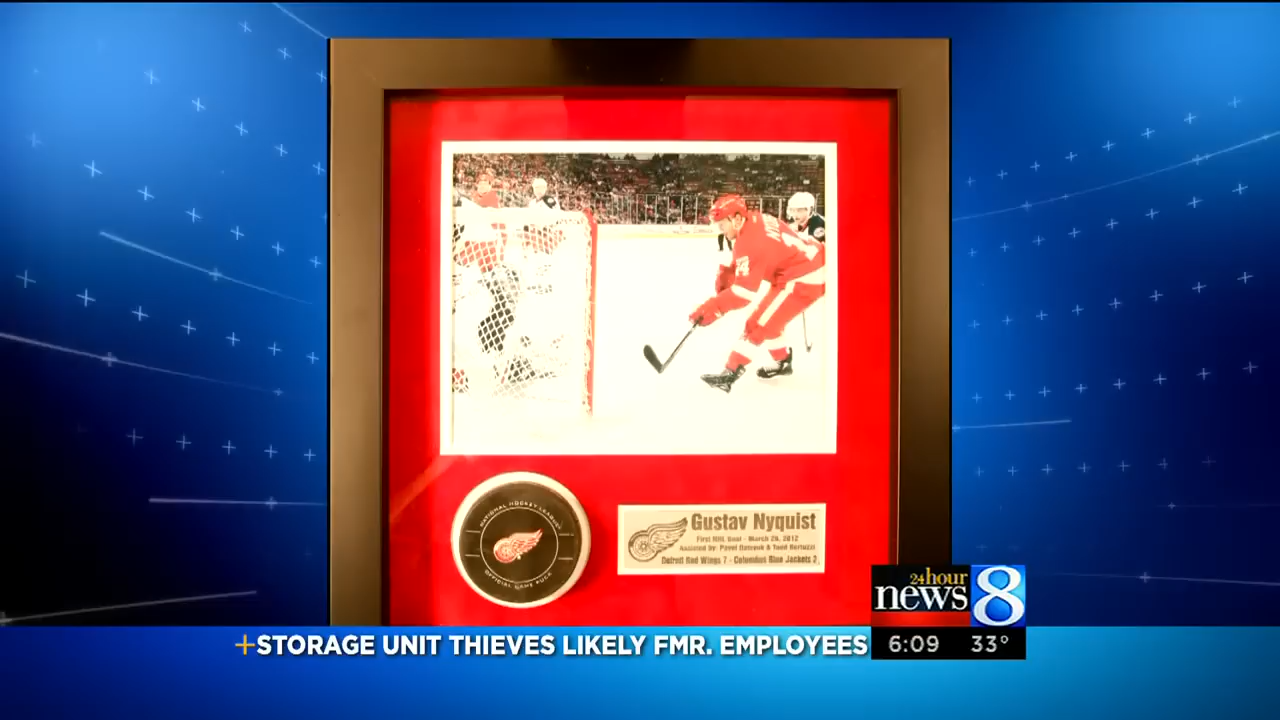 NATIONAL HOCKEY LEAGUE
OFFICIAL GAME PUCK
Gustav Nyquist
First NHL Goal - March 26, 2012
Assisted by: Pavel Datsyuk & Todd Bertuzzi
Detroit Red Wings 7 - Columbus Blue Jackets 2
24hour
news 8
+STORAGE UNIT THIEVES LIKELY FMR. EMPLOYEES
6:09 33°